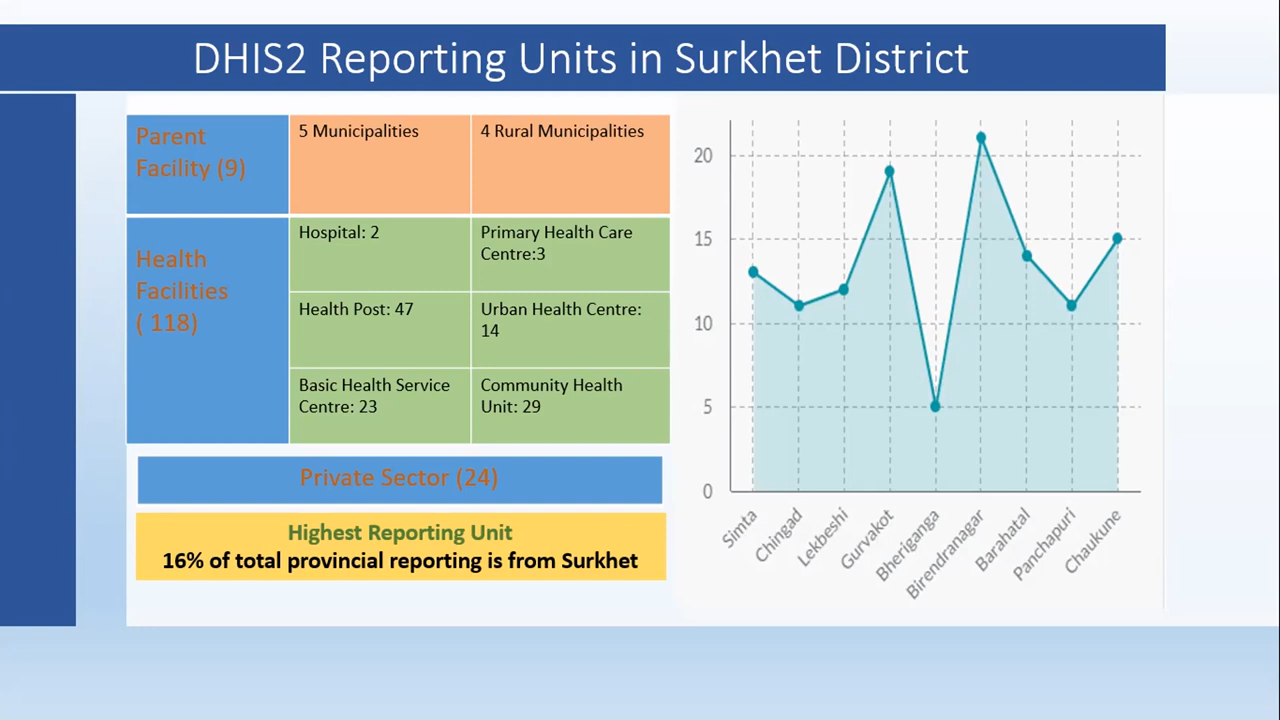 DHIS2 Reporting Units in Surkhet District
Parent
Facility (9)
5 Municipalities
4 Rural Municipalities
Health
Facilities
( 118)
Hospital: 2
Primary Health Care
Centre:3
Health Post: 47
Urban Health Centre:
14
Basic Health Service
Centre: 23
Community Health
Unit: 29
Private Sector (24)
Highest Reporting Unit
16% of total provincial reporting is from Surkhet
20
15
10
5
0
Simta
Chingad
Lekbeshi
Gurvakot
Bheriganga
Birendranagar
Barahatal
Panchapuri
Chaukune